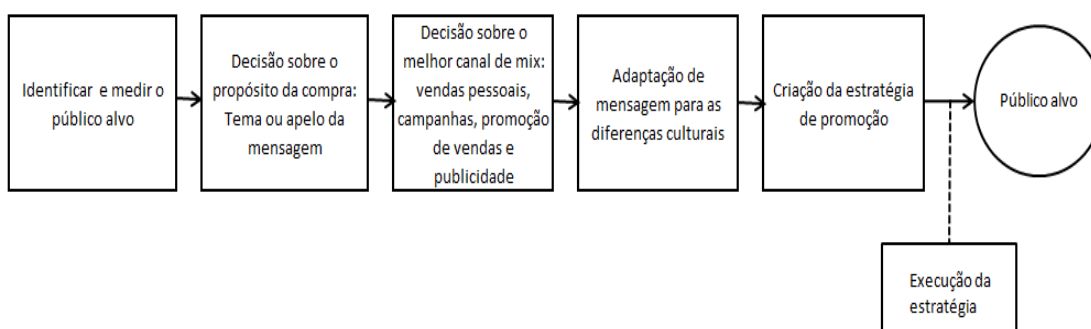 Identificar e medir o
público alvo
Decisão sobre o
propósito da compra:
Tema ou apelo da
mensagem
Decisão sobre o
melhor canal de mix:
vendas pessoais,
campanhas, promoção
de vendas e
publicidade
Adaptação de
mensagem para as
diferenças culturais
Criação da estratégia
de promoção
Público alvo
Execução da
estratégia